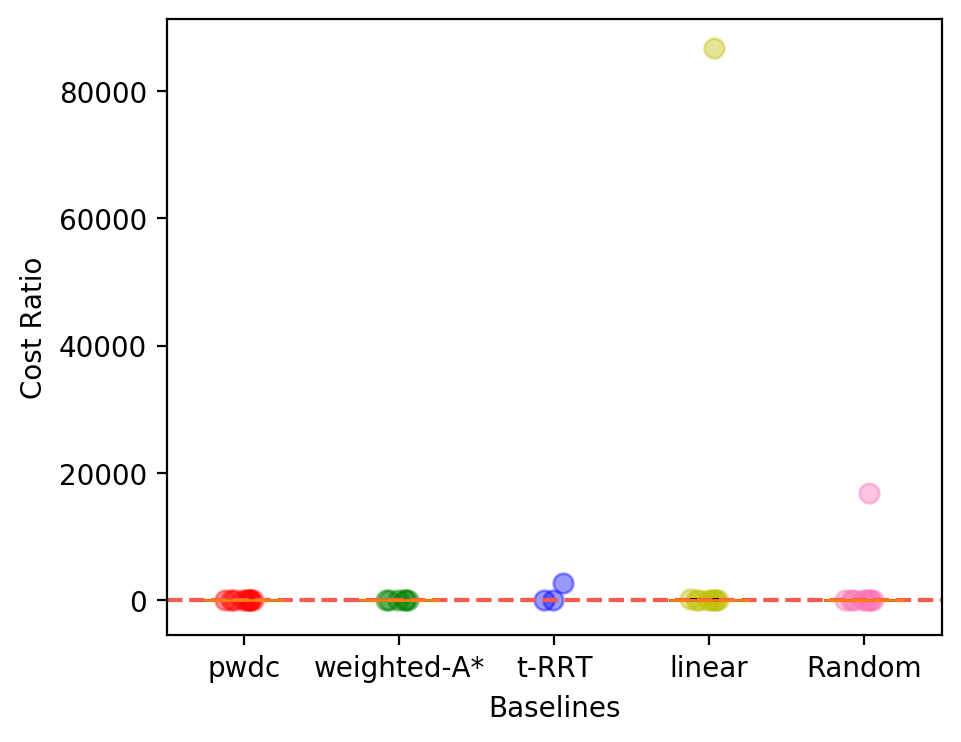 80000
60000
40000
20000
0
Cost Ratio
pwdc
weighted-A*
t-RRT
linear
Random
Baselines